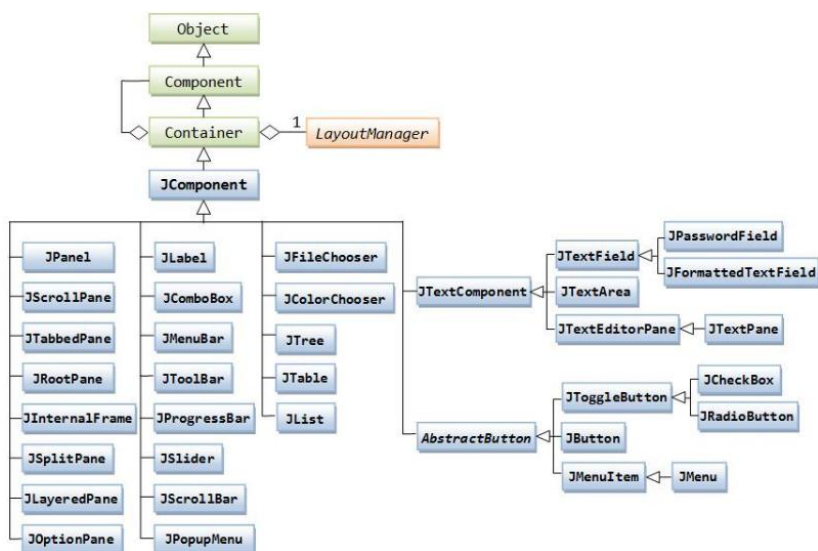 Object
Component
Container
1
LayoutManager
JComponent
JPanel
JScrollPane
JTabbedPane
JRootPane
JInternalFrame
JSplitPane
JLayeredPane
JOptionPane
JLabel
JComboBox
JMenuBar
JToolBar
JProgressBar
JSlider
JScrollBar
JPopupMenu
JFileChooser
JColorChooser
JTree
JTable
JList
JTextComponent
JTextField
JPasswordField
JFormattedTextField
JTextArea
JTextEditorPane
JTextPane
AbstractButton
JToggleButton
JCheckBox
JRadioButton
JButton
JMenuItem
JMenu